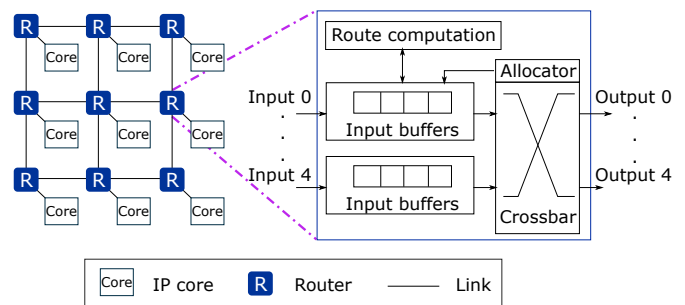 R R R
Core Core Core
R R R
Core Core Core
R R R
Core Core Core
Route computation
Allocator
Input 0
Input buffers
Output 0
.
.
.
Input 4
Input buffers
Output 4
.
.
.
Crossbar
Core IP core R Router Link